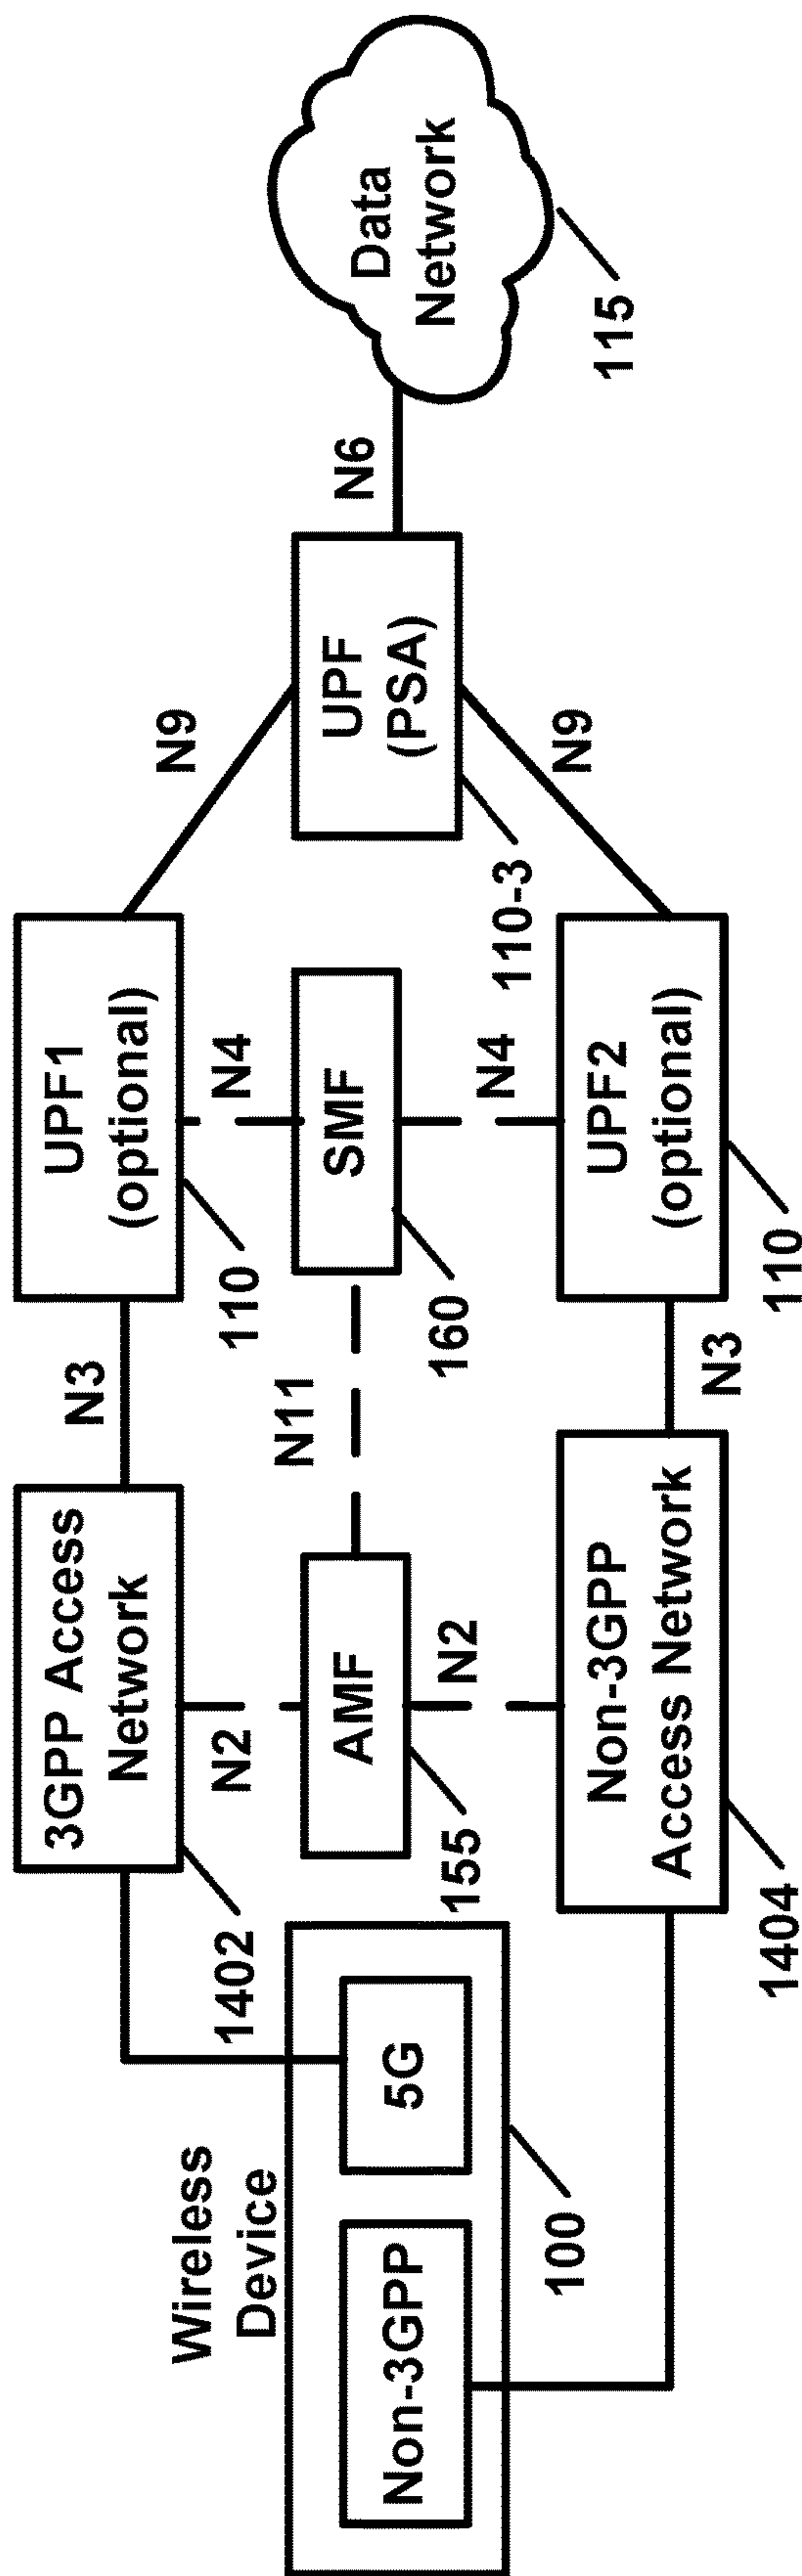 Wireless
Device
Non-3GPP
5G
100
3GPP Access
Network
1402
N2
AMF
155
N2
Non-3GPP
Access Network
1404
N3
N11
N3
UPF1
(optional)
110
N4
SMF
160
N4
UPF2
(optional)
110
N9
UPF
(PSA)
110-3
N9
N6
Data
Network
115